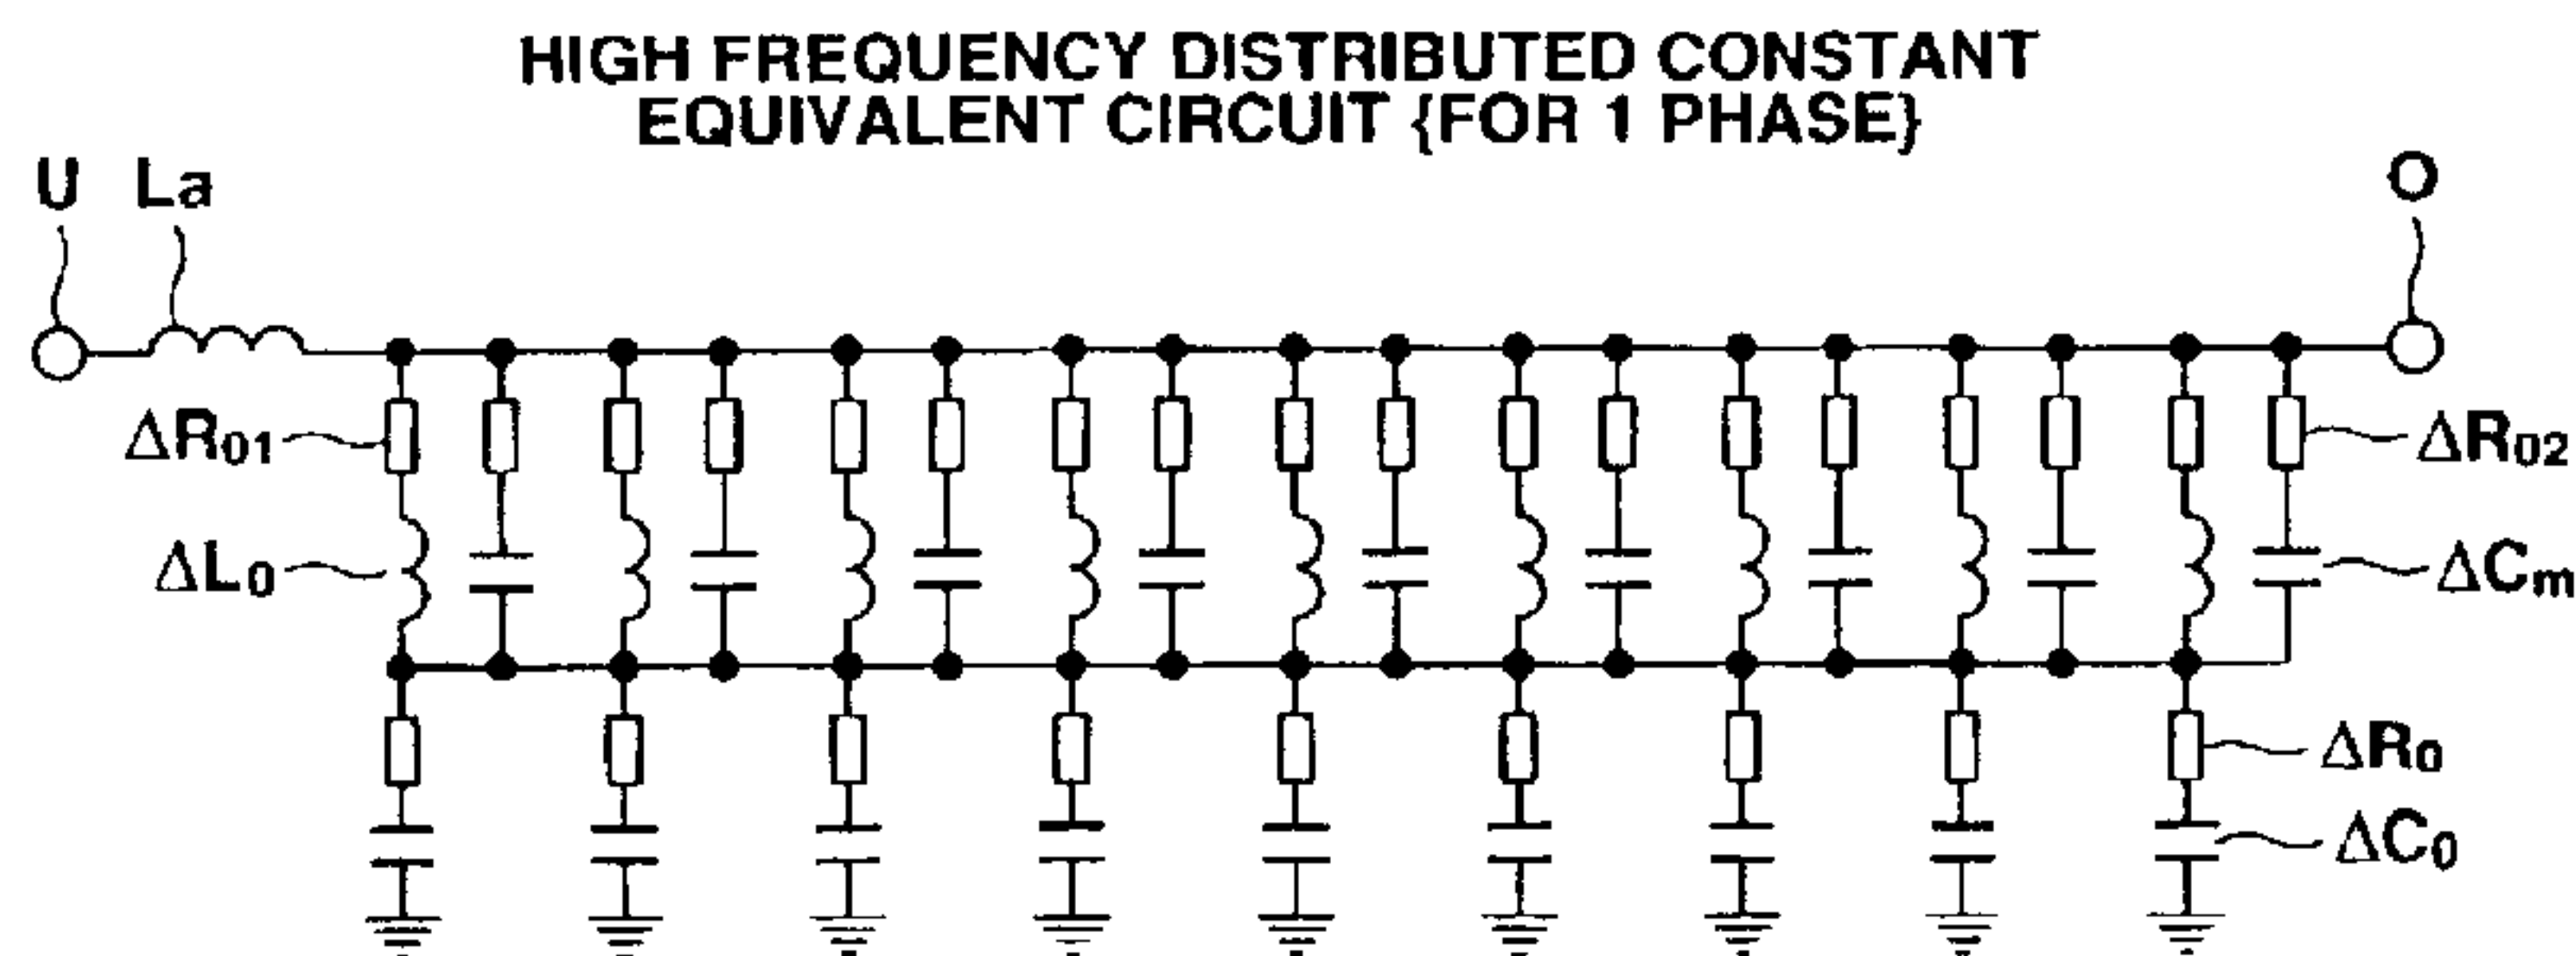 HIGH FREQUENCY DISTRIBUTED CONSTANT
EQUIVALENT CIRCUIT {FOR 1 PHASE}
U La O
ΔR01 ΔR02
ΔL0 ΔCm
ΔR0
ΔC0